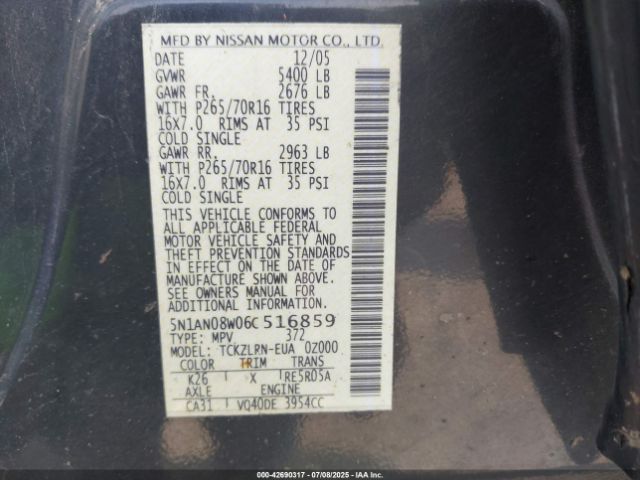 MFD BY NISSAN MOTOR CO., LTD.
DATE 12/05
GVWR 5400 LB
GAWR FR. 2676 LB
WITH P265/70R16 TIRES
16X7.0 RIMS AT 35 PSI
COLD SINGLE
GAWR RR. 2963 LB
WITH P265/70R16 TIRES
16X7.0 RIMS AT 35 PSI
COLD SINGLE
THIS VEHICLE CONFORMS TO
ALL APPLICABLE FEDERAL
MOTOR VEHICLE SAFETY AND
THEFT PREVENTION STANDARDS
IN EFFECT ON THE DATE OF
MANUFACTURE SHOWN ABOVE.
SEE OWNERS MANUAL FOR
ADDITIONAL INFORMATION.
5N1AN08W06C516859
TYPE: MPV 372
MODEL: TCKZLRN-EUA 0Z000
COLOR TRIM TRANS
K26 X RE5R05A
AXLE ENGINE
CA31 VQ40DE 3954CC
000-42690317 | 07/08/2025 | IAAI.COM